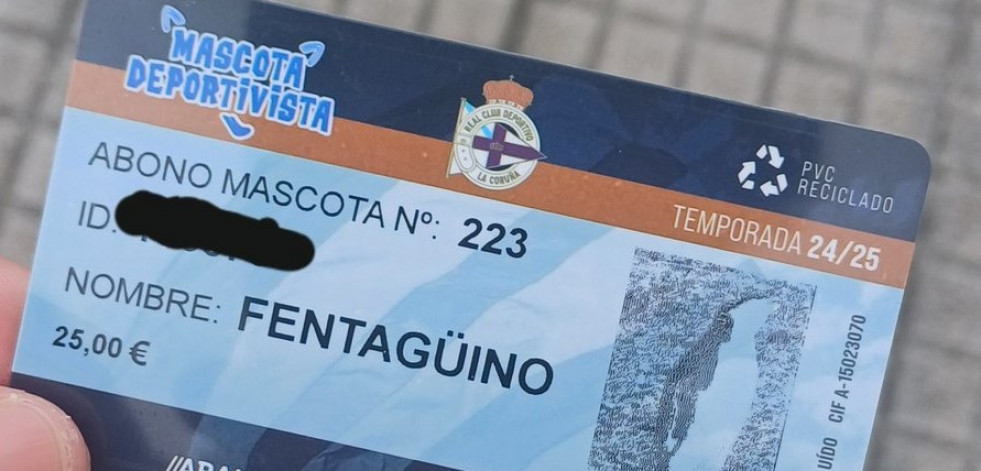 MASCOTA
DEPORTIVISTA
REAL CLUB DEPORTIVO
LA CORUÑA
PVC
RECICLADO
TEMPORADA 24/25
ABONO MASCOTA Nº: 223
ID:
NOMBRE: FENTAGÜINO
25,00 €
CIF A-15023070